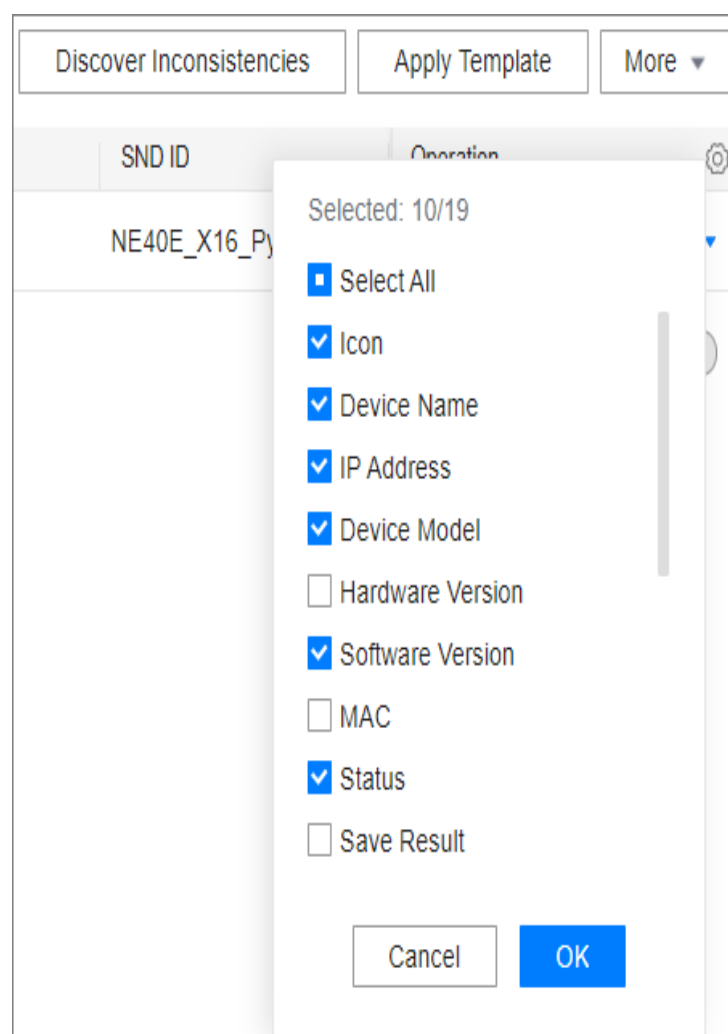 Discover Inconsistencies Apply Template More
SND ID Operation
Selected: 10/19
NE40E_X16_Py
Select All
Icon
Device Name
IP Address
Device Model
Hardware Version
Software Version
MAC
Status
Save Result
Cancel OK